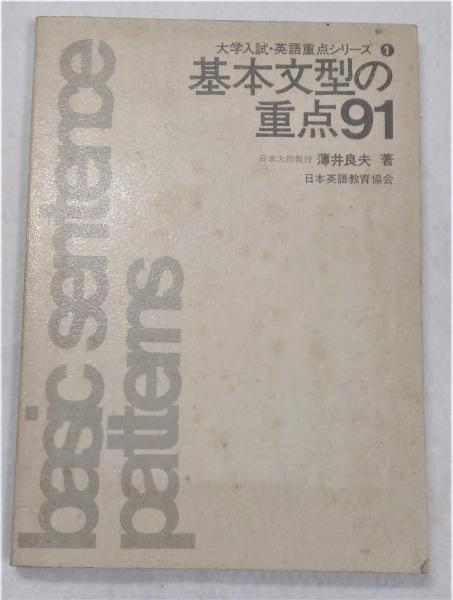 大学入試・英語重点シリーズ ❶
基本文型の
重点91
日本大助教授 薄井良夫 著
日本英語教育協会
basic sentence
patterns